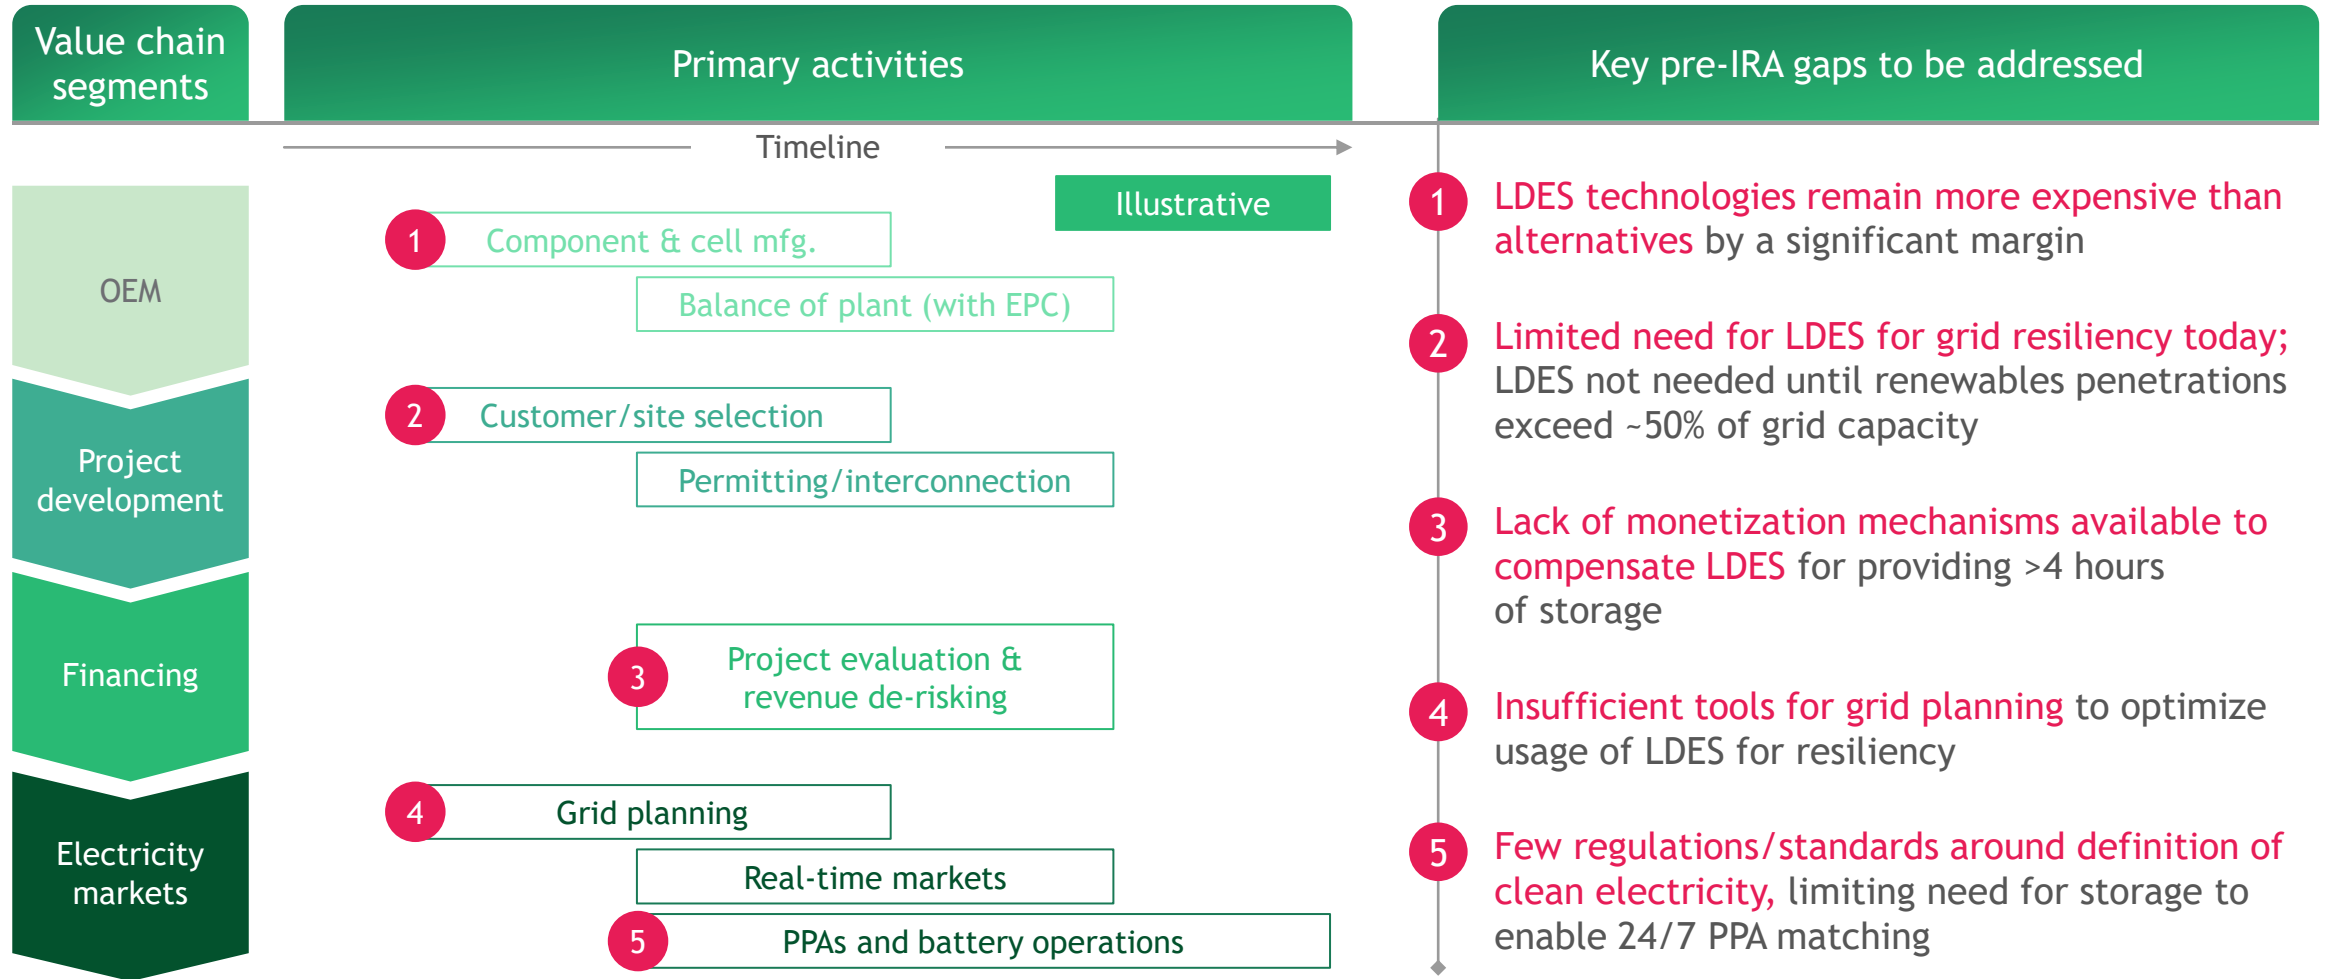 Value chain
segments
Primary activities
Key pre-IRA gaps to be addressed
Timeline
Illustrative
OEM
1
Component & cell mfg.
Balance of plant (with EPC)
Project
development
2
Customer/site selection
Permitting/interconnection
Financing
3
Project evaluation &
revenue de-risking
Electricity
markets
4
Grid planning
Real-time markets
5
PPAs and battery operations
1
LDES technologies remain more expensive than
alternatives by a significant margin
2
Limited need for LDES for grid resiliency today;
LDES not needed until renewables penetrations
exceed ~50% of grid capacity
3
Lack of monetization mechanisms available to
compensate LDES for providing >4 hours
of storage
4
Insufficient tools for grid planning to optimize
usage of LDES for resiliency
5
Few regulations/standards around definition of
clean electricity, limiting need for storage to
enable 24/7 PPA matching